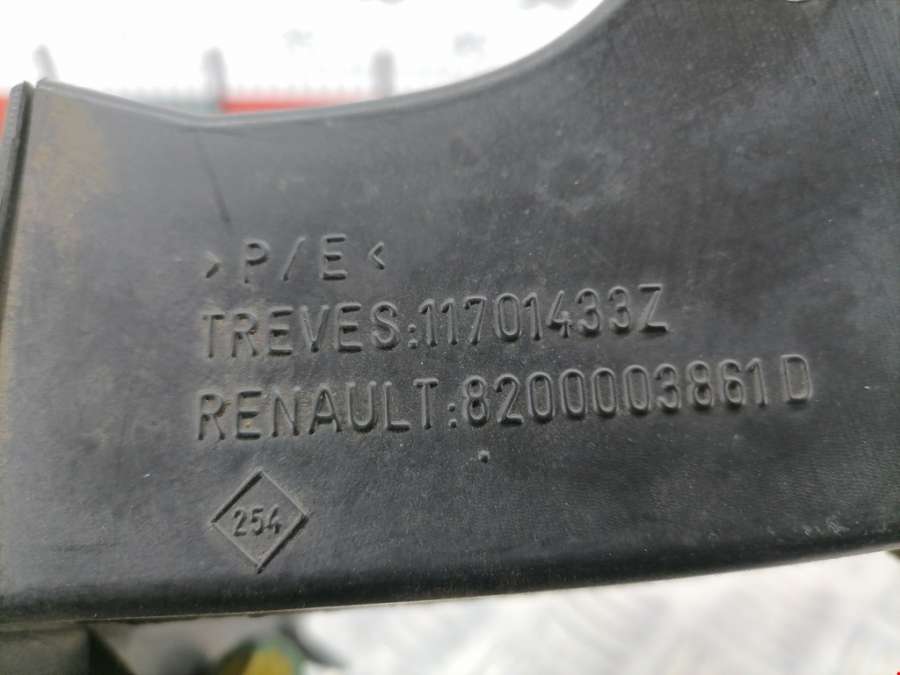 >P/E<
TREVES:11701433Z
RENAULT:8200003861D
254